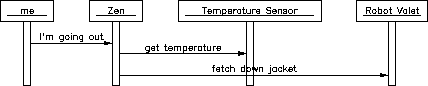 me
Zen
Temperature Sensor
Robot Valet
I'm going out
get temperature
fetch down jacket